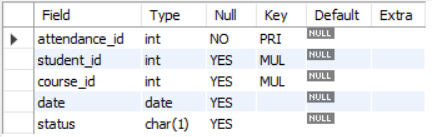 Field Type Null Key Default Extra
attendance_id int NO PRI NULL
student_id int YES MUL NULL
course_id int YES MUL NULL
date date YES NULL
status char(1) YES NULL